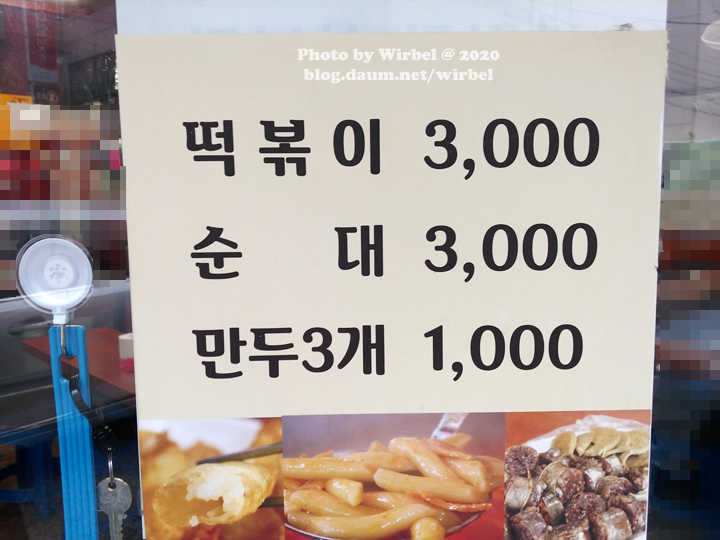 Photo by Wirbel @ 2020
blog.daum.net/wirbel
떡볶이 3,000
순대 3,000
만두3개 1,000